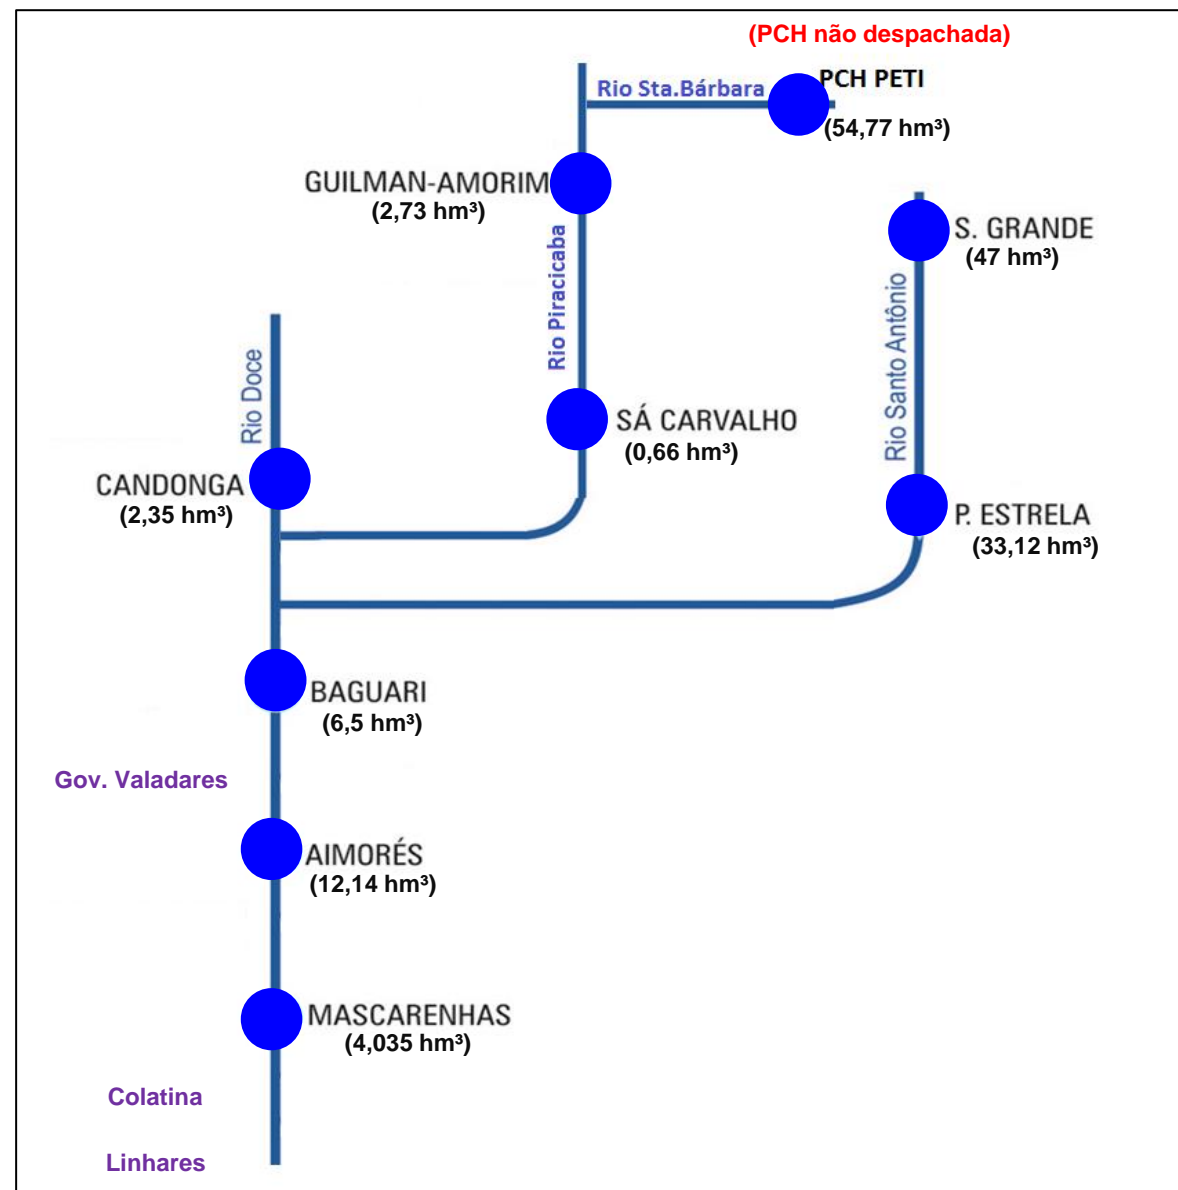 (PCH não despachada)
PCH PETI
Rio Sta.Bárbara
(54,77 hm³)
GUILMAN-AMORIM
(2,73 hm³)
S. GRANDE
(47 hm³)
Rio Piracicaba
Rio Santo Antônio
Rio Doce
SÁ CARVALHO
(0,66 hm³)
CANDONGA
(2,35 hm³)
P. ESTRELA
(33,12 hm³)
BAGUARI
(6,5 hm³)
Gov. Valadares
AIMORÉS
(12,14 hm³)
MASCARENHAS
(4,035 hm³)
Colatina
Linhares